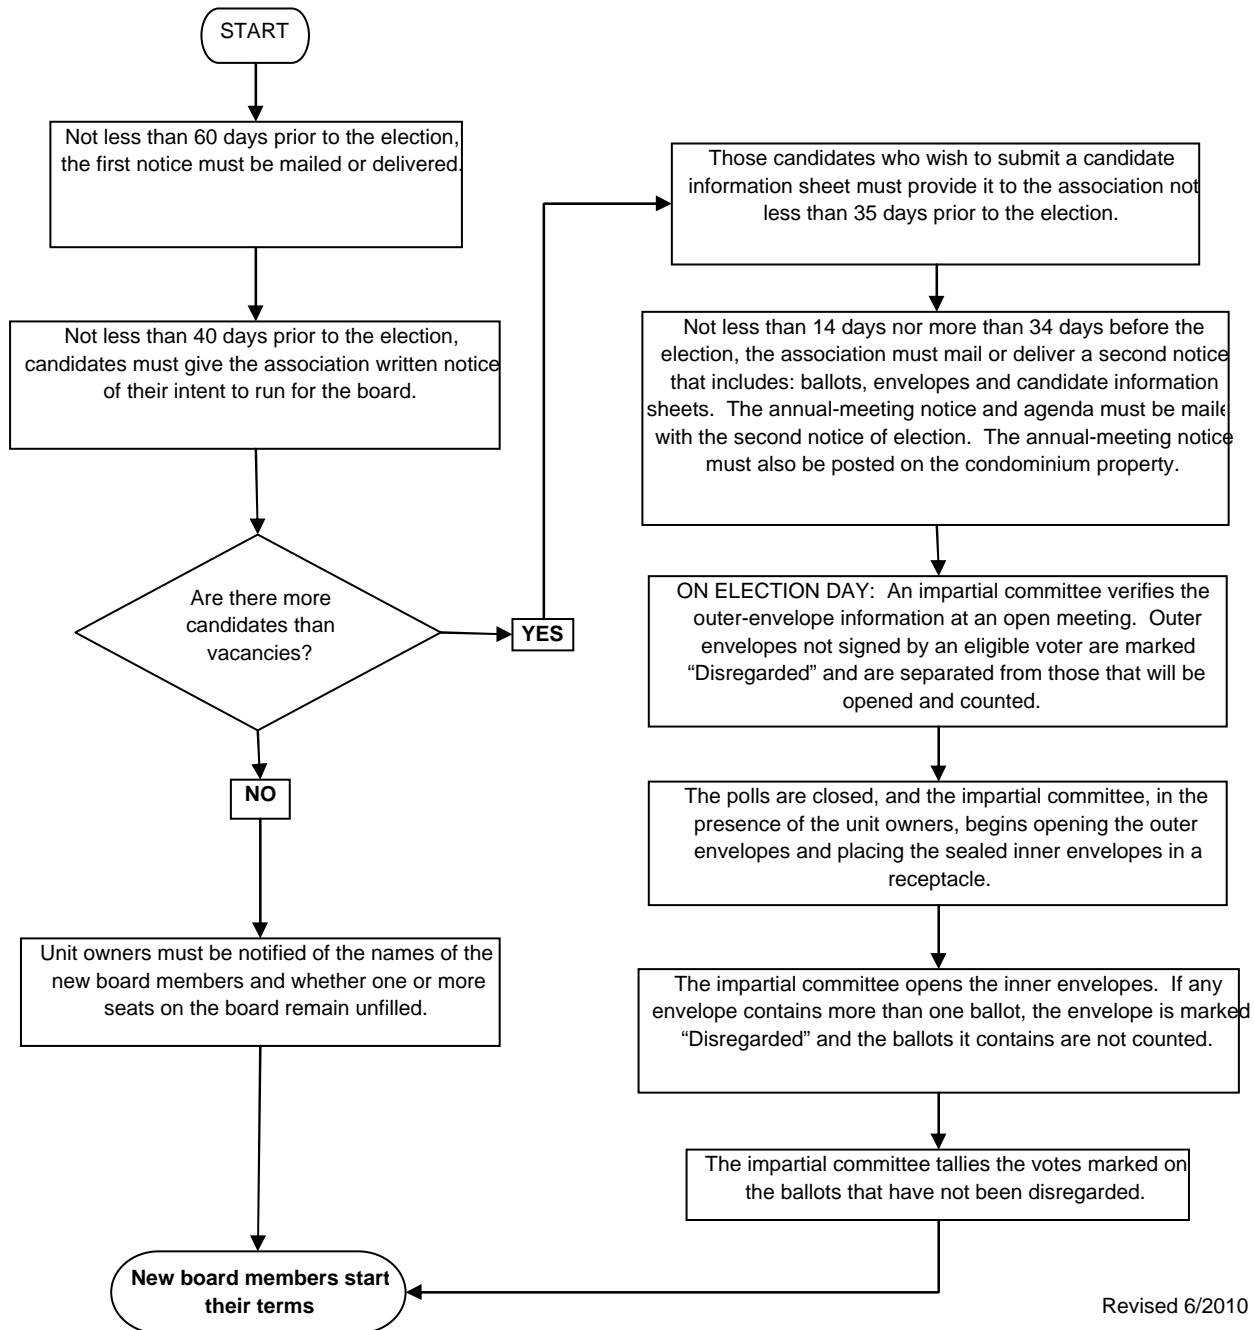 START
Not less than 60 days prior to the election,
the first notice must be mailed or delivered.
Not less than 40 days prior to the election,
candidates must give the association written notice
of their intent to run for the board.
Are there more
candidates than
vacancies?
YES
NO
Unit owners must be notified of the names of the
new board members and whether one or more
seats on the board remain unfilled.
Those candidates who wish to submit a candidate
information sheet must provide it to the association not
less than 35 days prior to the election.
Not less than 14 days nor more than 34 days before the
election, the association must mail or deliver a second notice
that includes: ballots, envelopes and candidate information
sheets. The annual-meeting notice and agenda must be maile
with the second notice of election. The annual-meeting notice
must also be posted on the condominium property.
ON ELECTION DAY: An impartial committee verifies the
outer-envelope information at an open meeting. Outer
envelopes not signed by an eligible voter are marked
“Disregarded” and are separated from those that will be
opened and counted.
The polls are closed, and the impartial committee, in the
presence of the unit owners, begins opening the outer
envelopes and placing the sealed inner envelopes in a
receptacle.
The impartial committee opens the inner envelopes. If any
envelope contains more than one ballot, the envelope is marked
“Disregarded” and the ballots it contains are not counted.
The impartial committee tallies the votes marked on
the ballots that have not been disregarded.
New board members start
their terms
Revised 6/2010